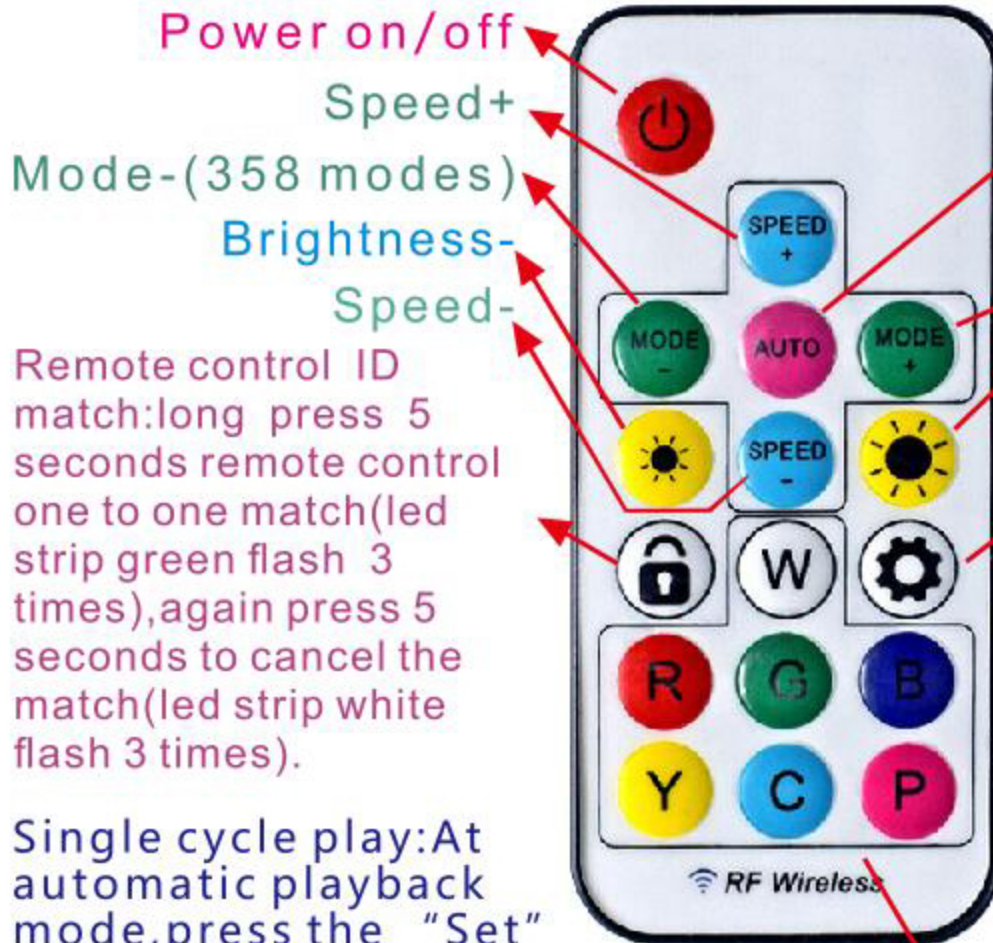 Power on/off
Speed+
Mode-(358 modes)
Brightness-
Speed-
Remote control ID
match:long press 5
seconds remote control
one to one match(led
strip green flash 3
times),again press 5
seconds to cancel the
match(led strip white
flash 3 times).
Single cycle play:At
automatic playback
mode,press the “Set”
SPEED
+
MODE
-
AUTO
MODE
+
SPEED
-
W
R G B
Y C P
RF Wireless